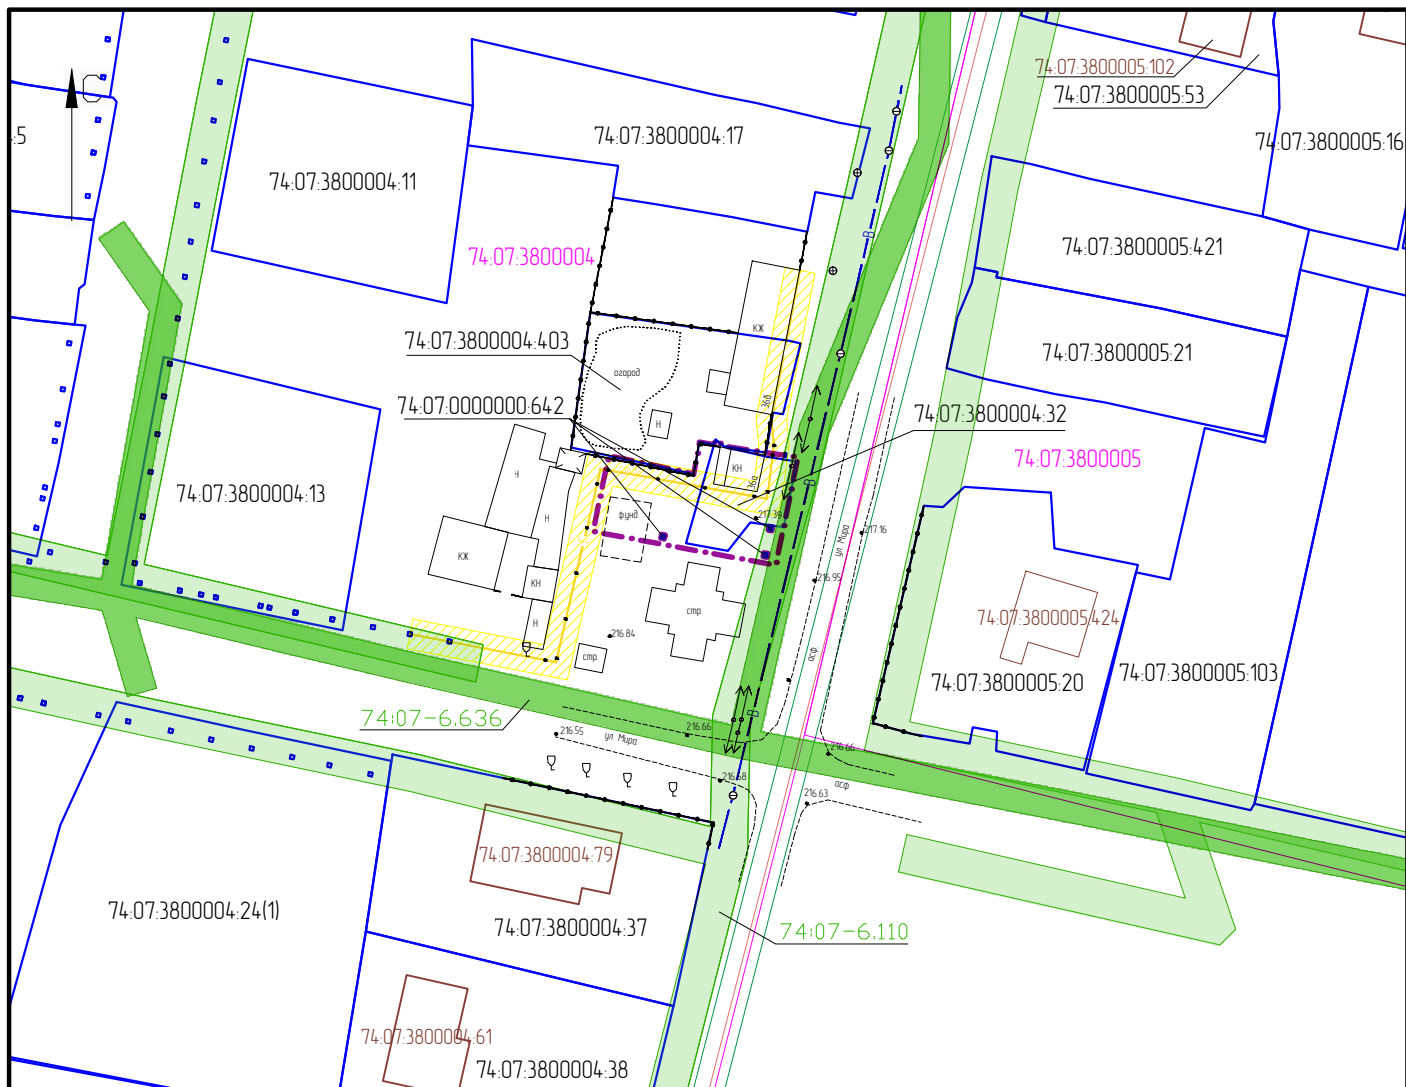 74:07:3800005:102
74:07:3800005:53
:5
С
74:07:3800004:17
74:07:3800005:16
74:07:3800004:11
В
74:07:3800005:421
74:07:3800004
КЖ
74:07:3800004:403
74:07:3800005:21
огород
74:07:0000000:642
36б
74:07:3800004:32
Н
74:07:3800005
КН
Н
36а
В
74:07:3800004:13
фунд.
217.39
Н
217.16
ул Мира
КЖ
КН
216.95
стр.
74:07:3800005:424
Н
216.84
стр.
асф
74:07:3800005:103
74:07:3800005:20
74:07-6.636
В
216.66
216.55
ул Мира
216.66
216.68
асф
216.63
74:07:3800004:79
74:07:3800004:24(1)
74:07:3800004:37
74:07-6.110
74:07:3800004:61
74:07:3800004:38